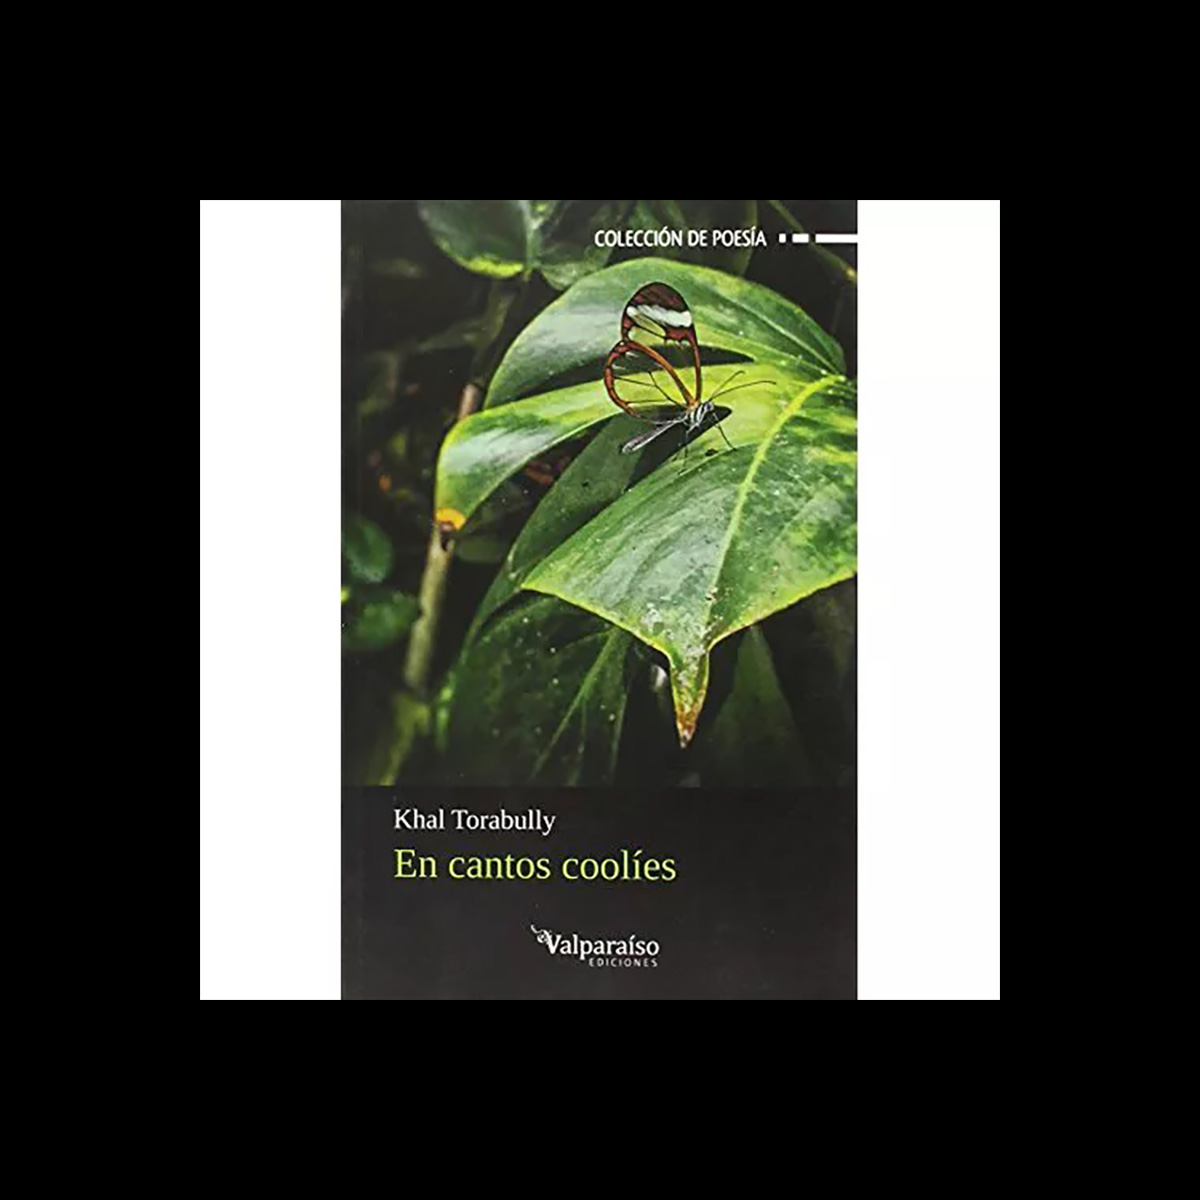 COLECCIÓN DE POESÍA
Khal Torabully
En cantos coolíes
Valparaíso
EDICIONES